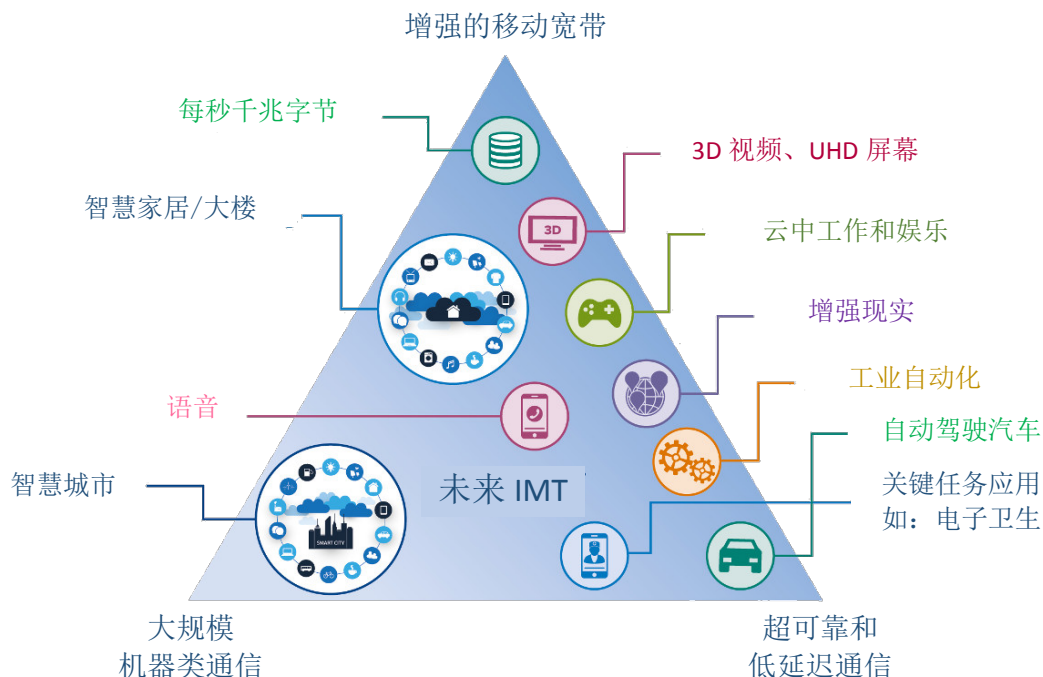 增强的移动宽带
每秒千兆字节
3D 视频、UHD 屏幕
智慧家居/大楼
3D
云中工作和娱乐
增强现实
工业自动化
语音
自动驾驶汽车
智慧城市
未来 IMT
关键任务应用
如：电子卫生
SMART CITY
大规模
机器类通信
超可靠和
低延迟通信